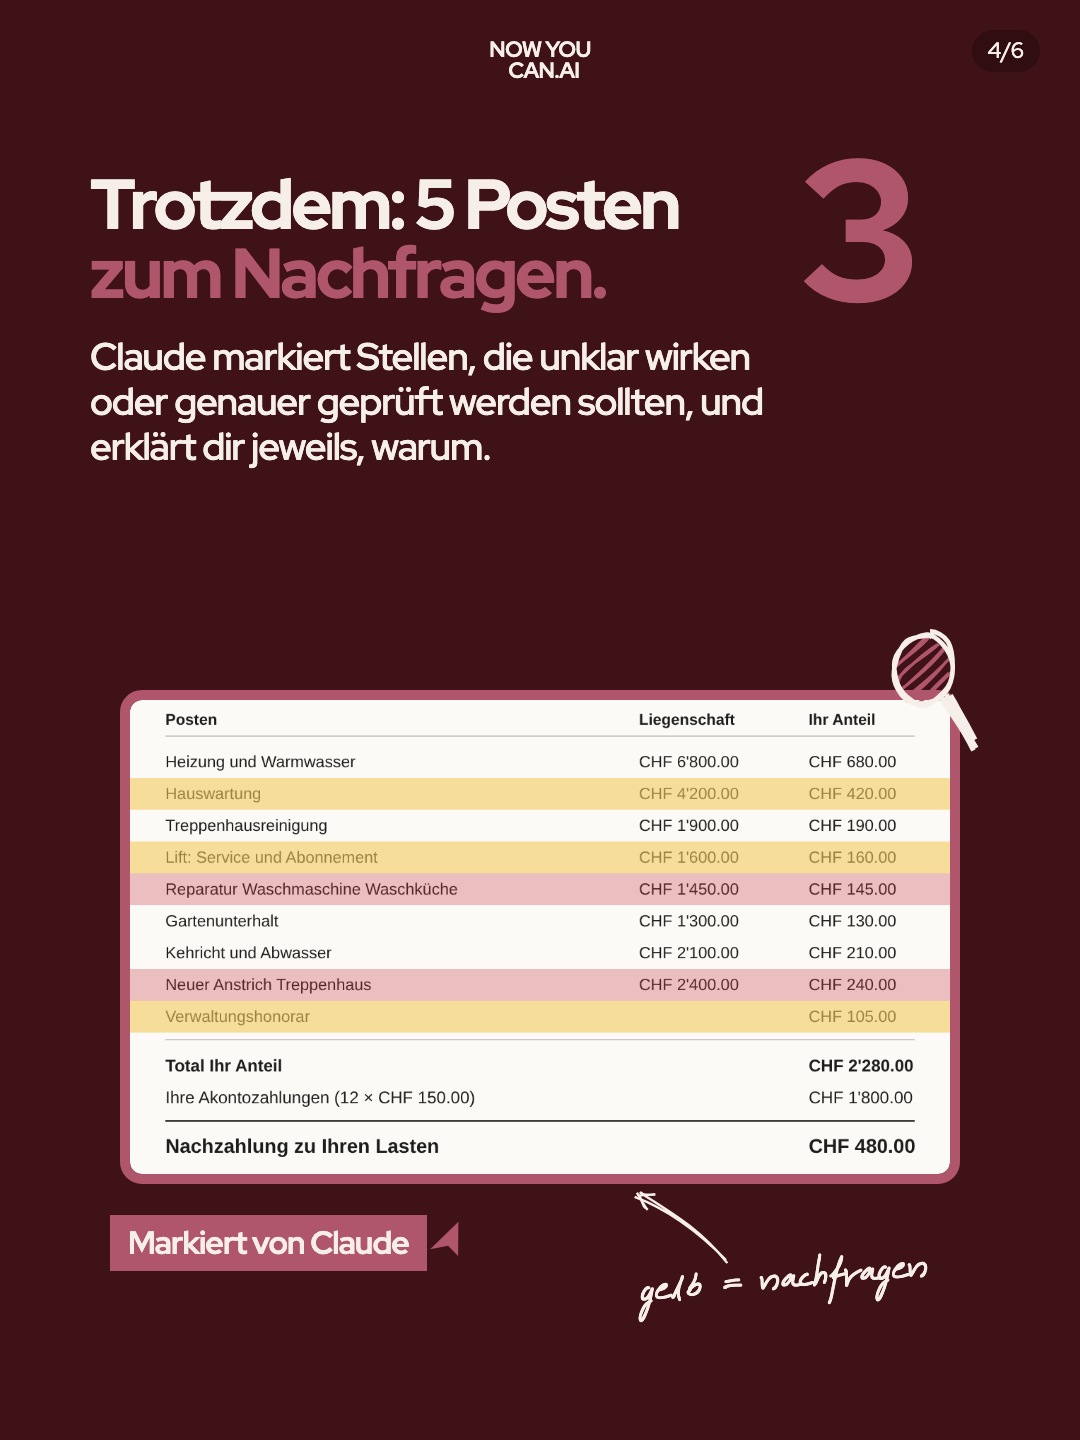 NOW YOU
CAN.AI
4/6
Trotzdem: 5 Posten
zum Nachfragen.
3
Claude markiert Stellen, die unklar wirken
oder genauer geprüft werden sollten, und
erklärt dir jeweils, warum.
Posten Liegenschaft Ihr Anteil
Heizung und Warmwasser CHF 6'800.00 CHF 680.00
Hauswartung CHF 4'200.00 CHF 420.00
Treppenhausreinigung CHF 1'900.00 CHF 190.00
Lift: Service und Abonnement CHF 1'600.00 CHF 160.00
Reparatur Waschmaschine Waschküche CHF 1'450.00 CHF 145.00
Gartenunterhalt CHF 1'300.00 CHF 130.00
Kehricht und Abwasser CHF 2'100.00 CHF 210.00
Neuer Anstrich Treppenhaus CHF 2'400.00 CHF 240.00
Verwaltungshonorar CHF 105.00
Total Ihr Anteil CHF 2'280.00
Ihre Akontozahlungen (12 × CHF 150.00) CHF 1'800.00
Nachzahlung zu Ihren Lasten CHF 480.00
Markiert von Claude
gelb = nachfragen